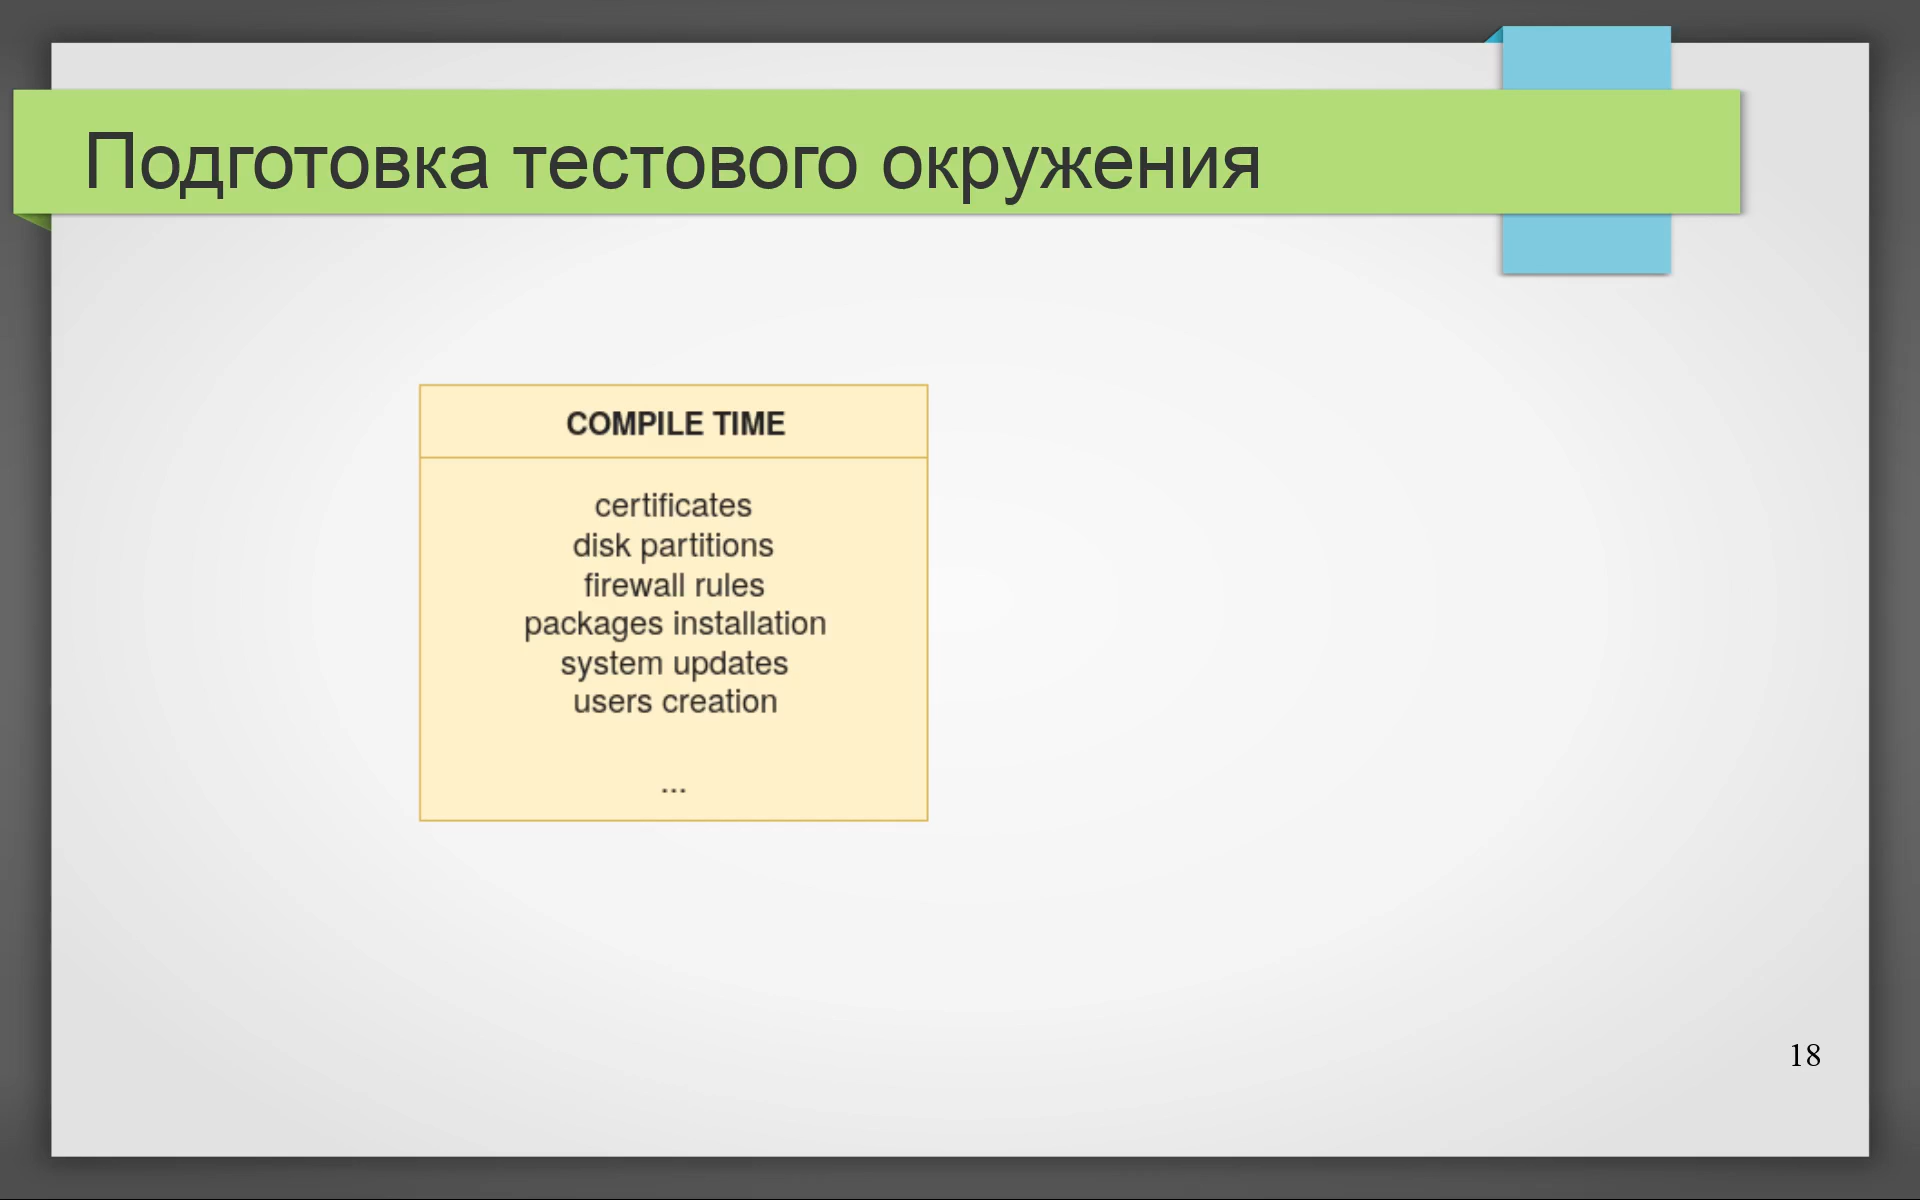 Подготовка тестового окружения
COMPILE TIME
certificates
disk partitions
firewall rules
packages installation
system updates
users creation
...
18